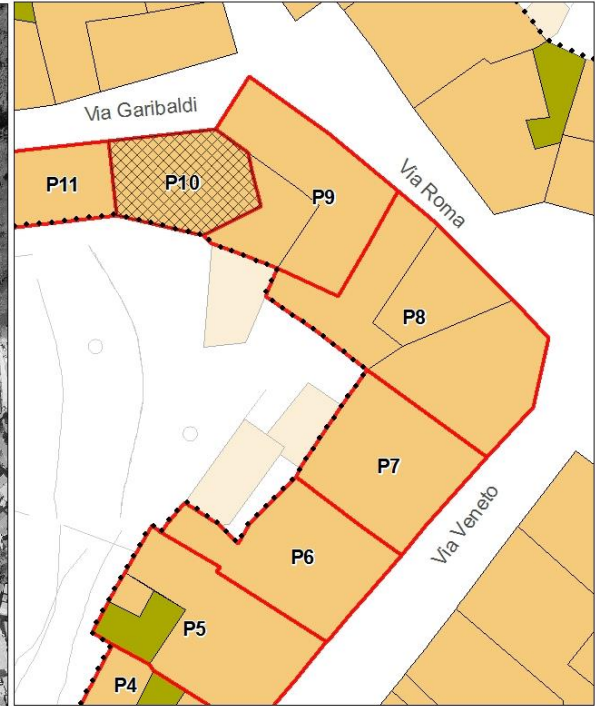 Via Garibaldi
P11
P10
P9
Via Roma
P8
P7
Via Veneto
P6
P5
P4